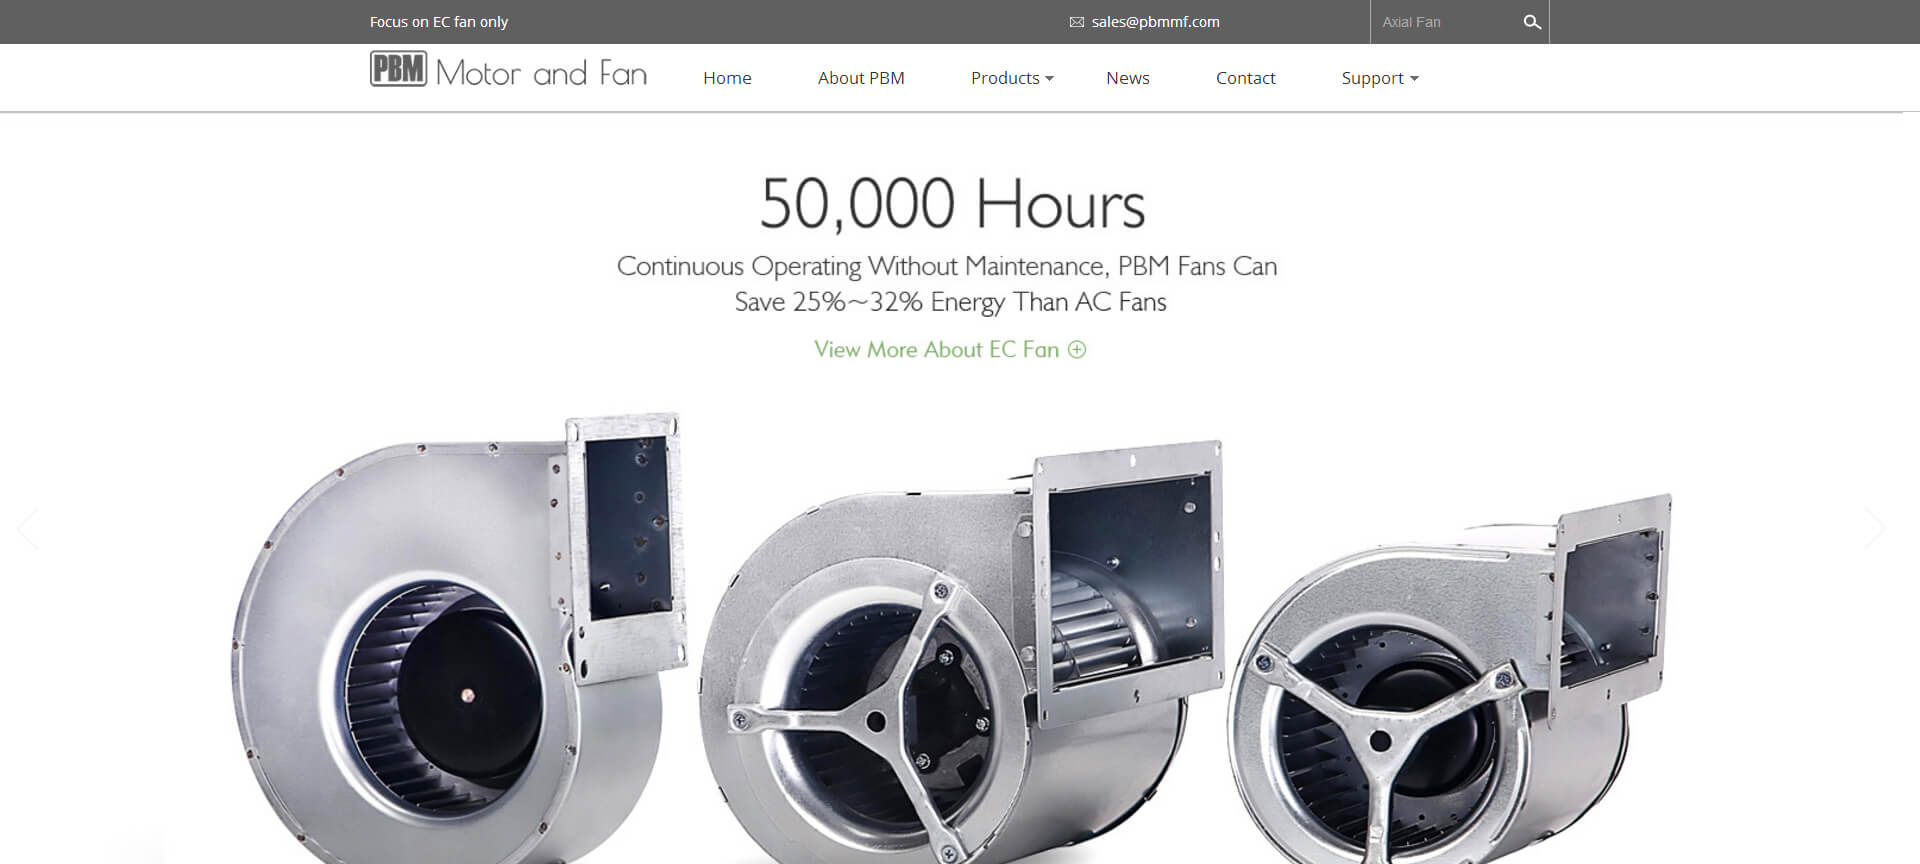 Focus on EC fan only
sales@pbmmf.com
Axial Fan
PBM Motor and Fan
Home
About PBM
Products
News
Contact
Support
50,000 Hours
Continuous Operating Without Maintenance, PBM Fans Can
Save 25%~32% Energy Than AC Fans
View More About EC Fan